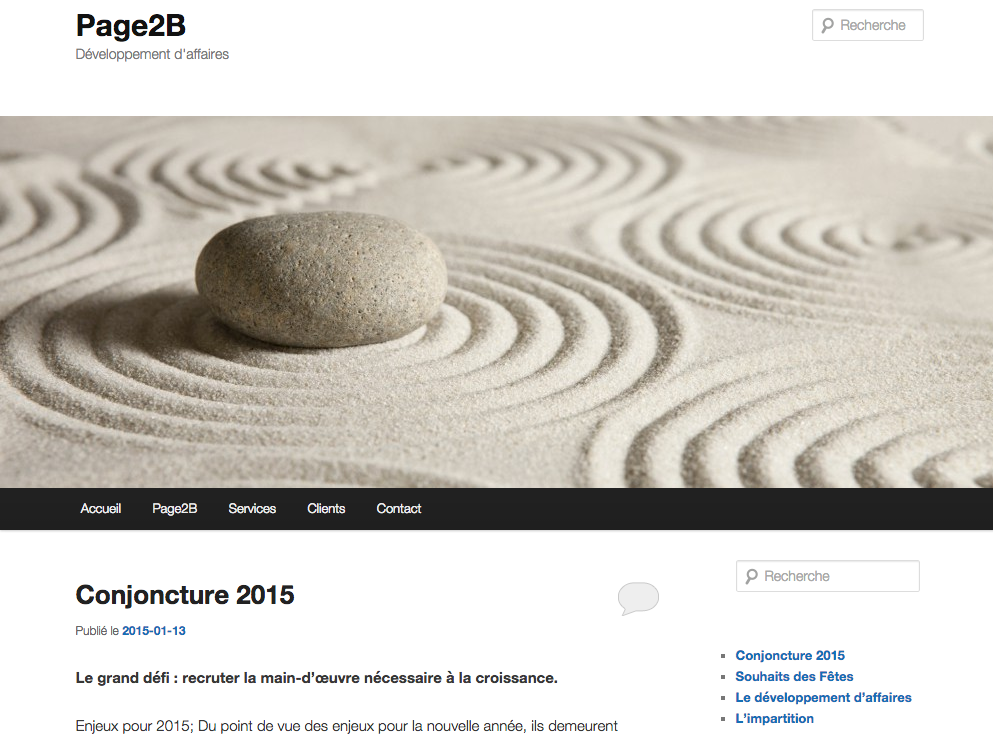 Page2B
Développement d'affaires
Recherche
Accueil
Page2B
Services
Clients
Contact
Conjoncture 2015
Publié le 2015-01-13
Le grand défi : recruter la main-d’œuvre nécessaire à la croissance.
Enjeux pour 2015; Du point de vue des enjeux pour la nouvelle année, ils demeurent
Recherche
Conjoncture 2015
Souhaits des Fêtes
Le développement d’affaires
L’impartition